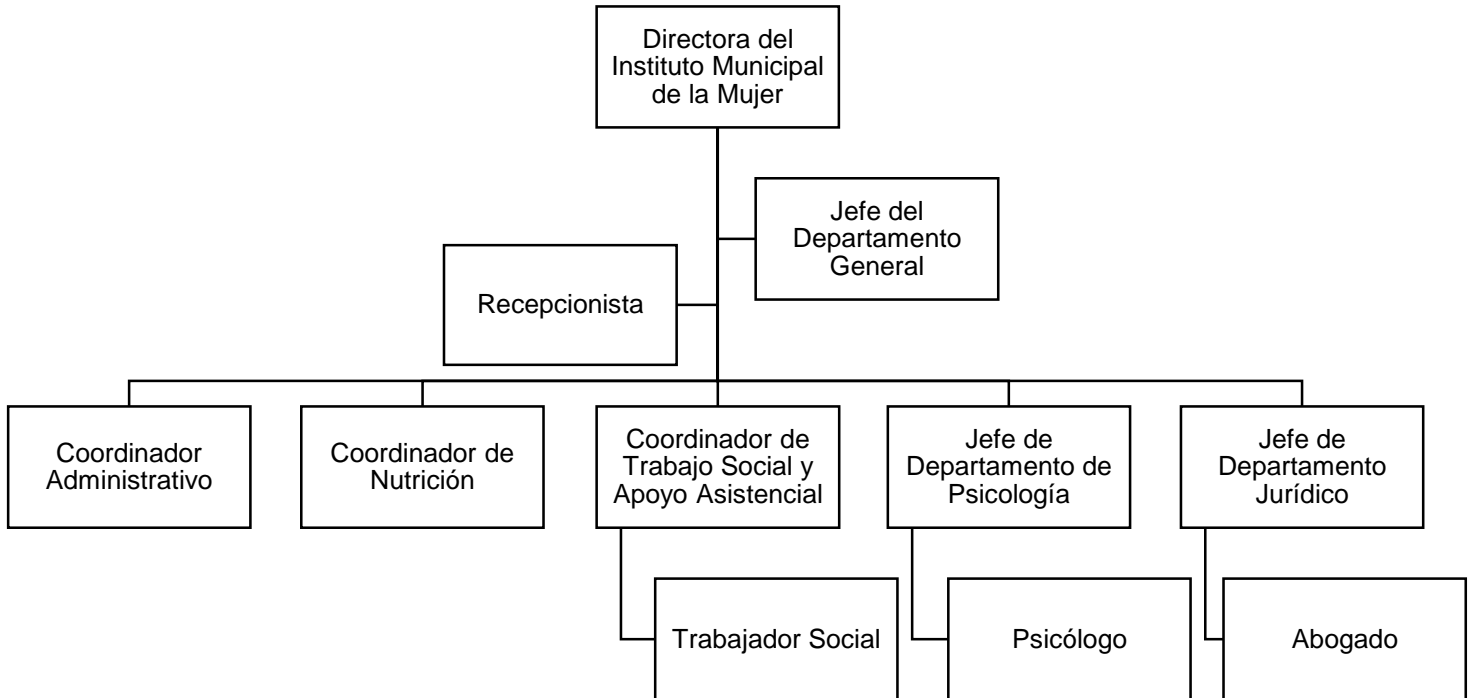 Directora del
Instituto Municipal
de la Mujer
Jefe del
Departamento
General
Recepcionista
Coordinador
Administrativo
Coordinador de
Nutrición
Coordinador de
Trabajo Social y
Apoyo Asistencial
Jefe de
Departamento de
Psicología
Jefe de
Departamento
Jurídico
Trabajador Social
Psicólogo
Abogado